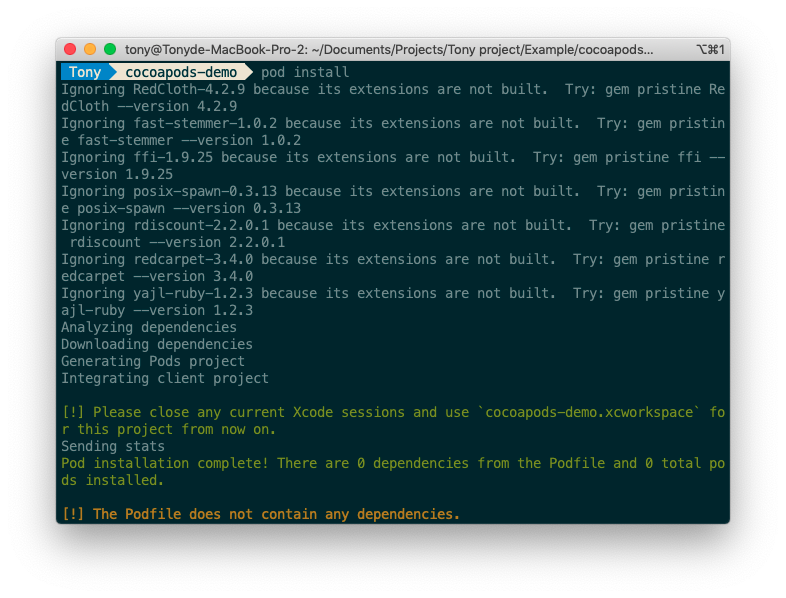 tony@Tonyde-MacBook-Pro-2: ~/Documents/Projects/Tony project/Example/cocoapods... ⌥⌘1
Tony cocoapods-demo pod install
Ignoring RedCloth-4.2.9 because its extensions are not built.  Try: gem pristine Re
dCloth --version 4.2.9
Ignoring fast-stemmer-1.0.2 because its extensions are not built.  Try: gem pristin
e fast-stemmer --version 1.0.2
Ignoring ffi-1.9.25 because its extensions are not built.  Try: gem pristine ffi --
version 1.9.25
Ignoring posix-spawn-0.3.13 because its extensions are not built.  Try: gem pristin
e posix-spawn --version 0.3.13
Ignoring rdiscount-2.2.0.1 because its extensions are not built.  Try: gem pristine
 rdiscount --version 2.2.0.1
Ignoring redcarpet-3.4.0 because its extensions are not built.  Try: gem pristine r
edcarpet --version 3.4.0
Ignoring yajl-ruby-1.2.3 because its extensions are not built.  Try: gem pristine y
ajl-ruby --version 1.2.3
Analyzing dependencies
Downloading dependencies
Generating Pods project
Integrating client project
[!] Please close any current Xcode sessions and use `cocoapods-demo.xcworkspace` fo
r this project from now on.
Sending stats
Pod installation complete! There are 0 dependencies from the Podfile and 0 total po
ds installed.
[!] The Podfile does not contain any dependencies.